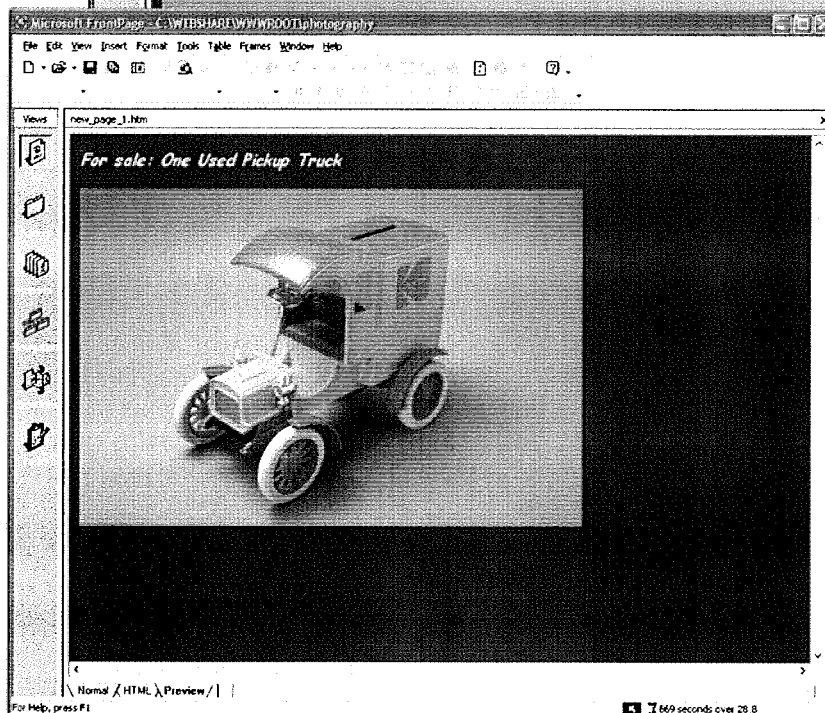 Microsoft FrontPage - C:\WEBSHARE\WWWROOT\photography
File Edit View Insert Format Tools Table Frames Window Help
Views
new_page_1.htm
For sale: One Used Pickup Truck
Normal HTML Preview
For Help, press F1
669 seconds over 28.8